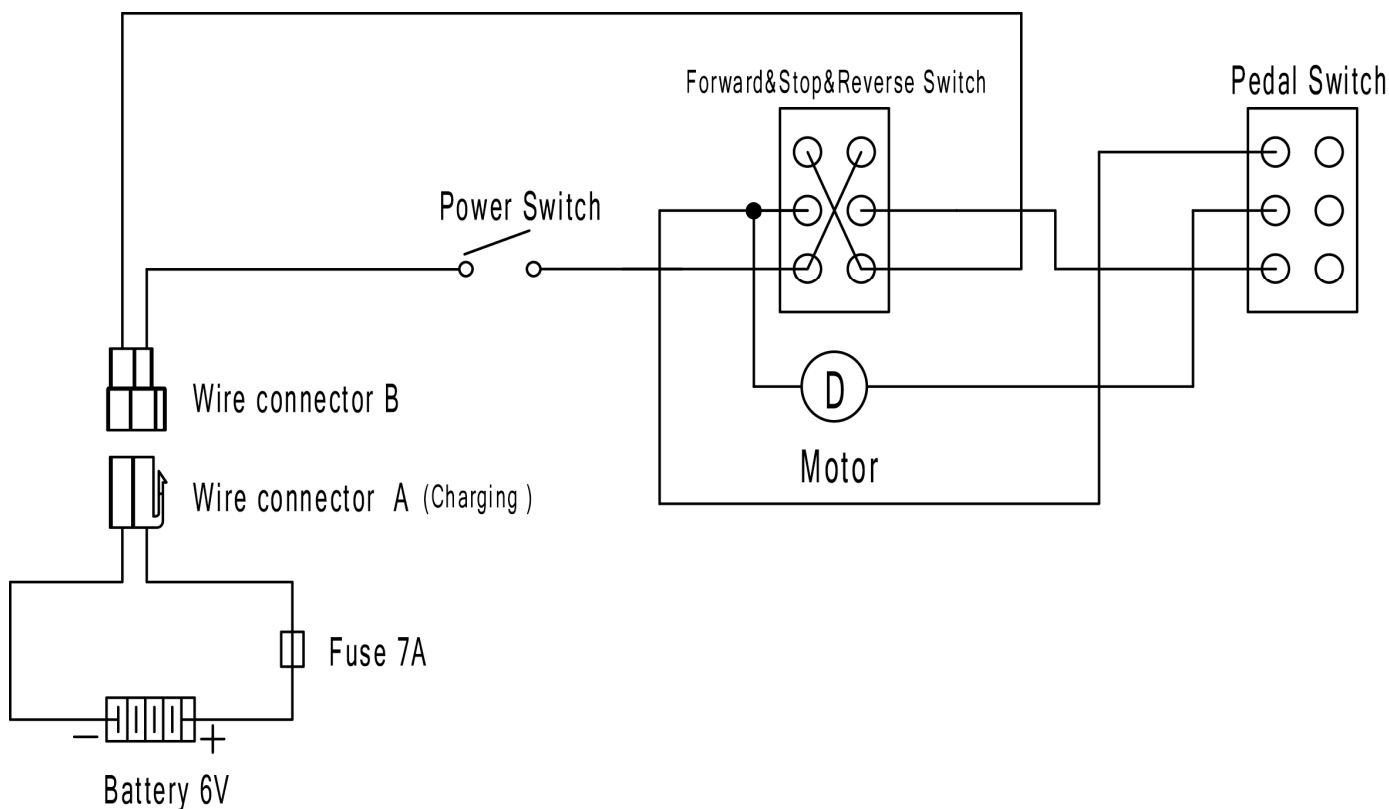 Forward&Stop&Reverse Switch
Pedal Switch
Power Switch
D
Motor
Wire connector B
Wire connector A (Charging )
Fuse 7A
− +
Battery 6V